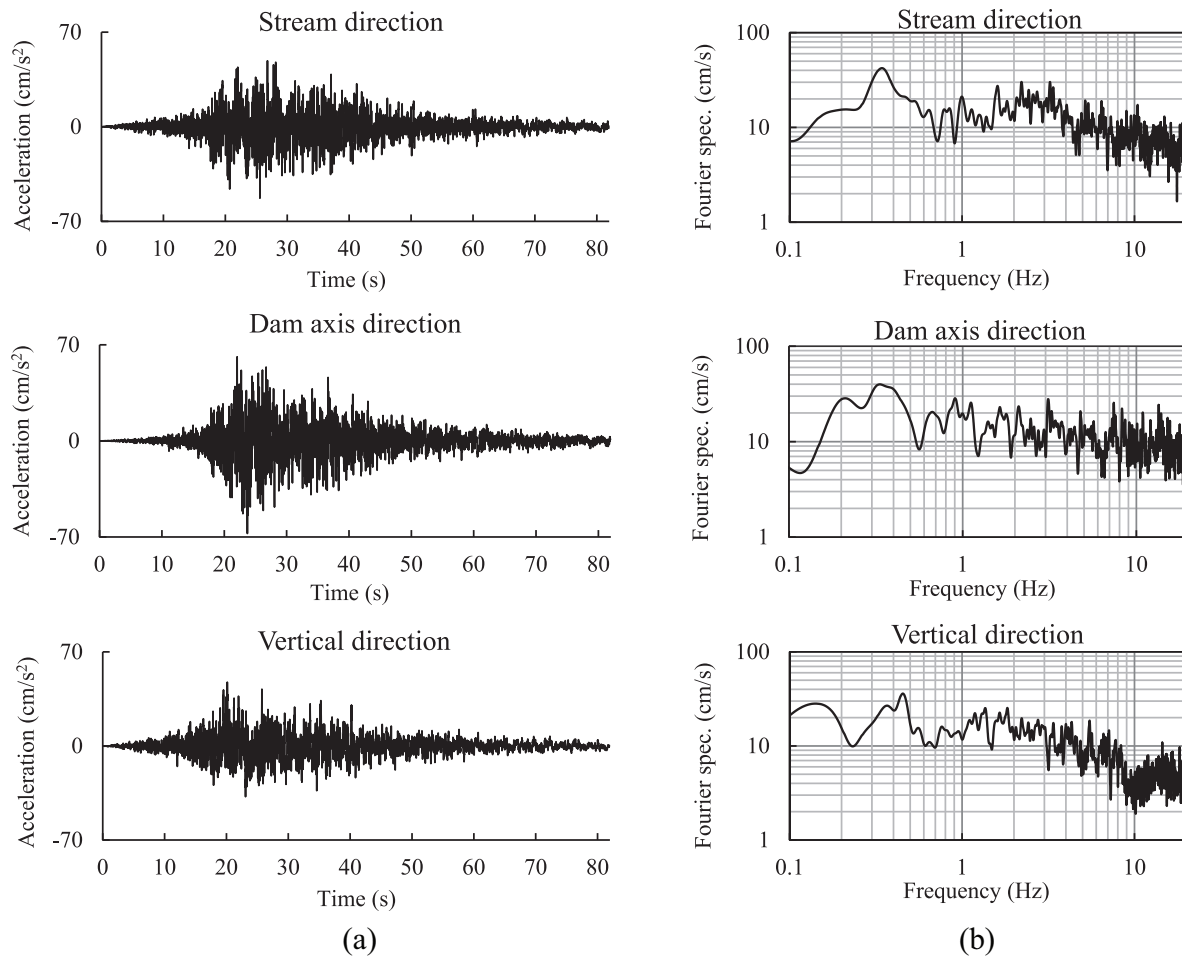 Stream direction
Acceleration (cm/s²)
70
0
-70
0 10 20 30 40 50 60 70 80
Time (s)
Stream direction
Fourier spec. (cm/s)
100
10
1
0.1 1 10
Frequency (Hz)
Dam axis direction
Acceleration (cm/s²)
70
0
-70
0 10 20 30 40 50 60 70 80
Time (s)
Dam axis direction
Fourier spec. (cm/s)
100
10
1
0.1 1 10
Frequency (Hz)
Vertical direction
Acceleration (cm/s²)
70
0
-70
0 10 20 30 40 50 60 70 80
Time (s)
(a)
Vertical direction
Fourier spec. (cm/s)
100
10
1
0.1 1 10
Frequency (Hz)
(b)